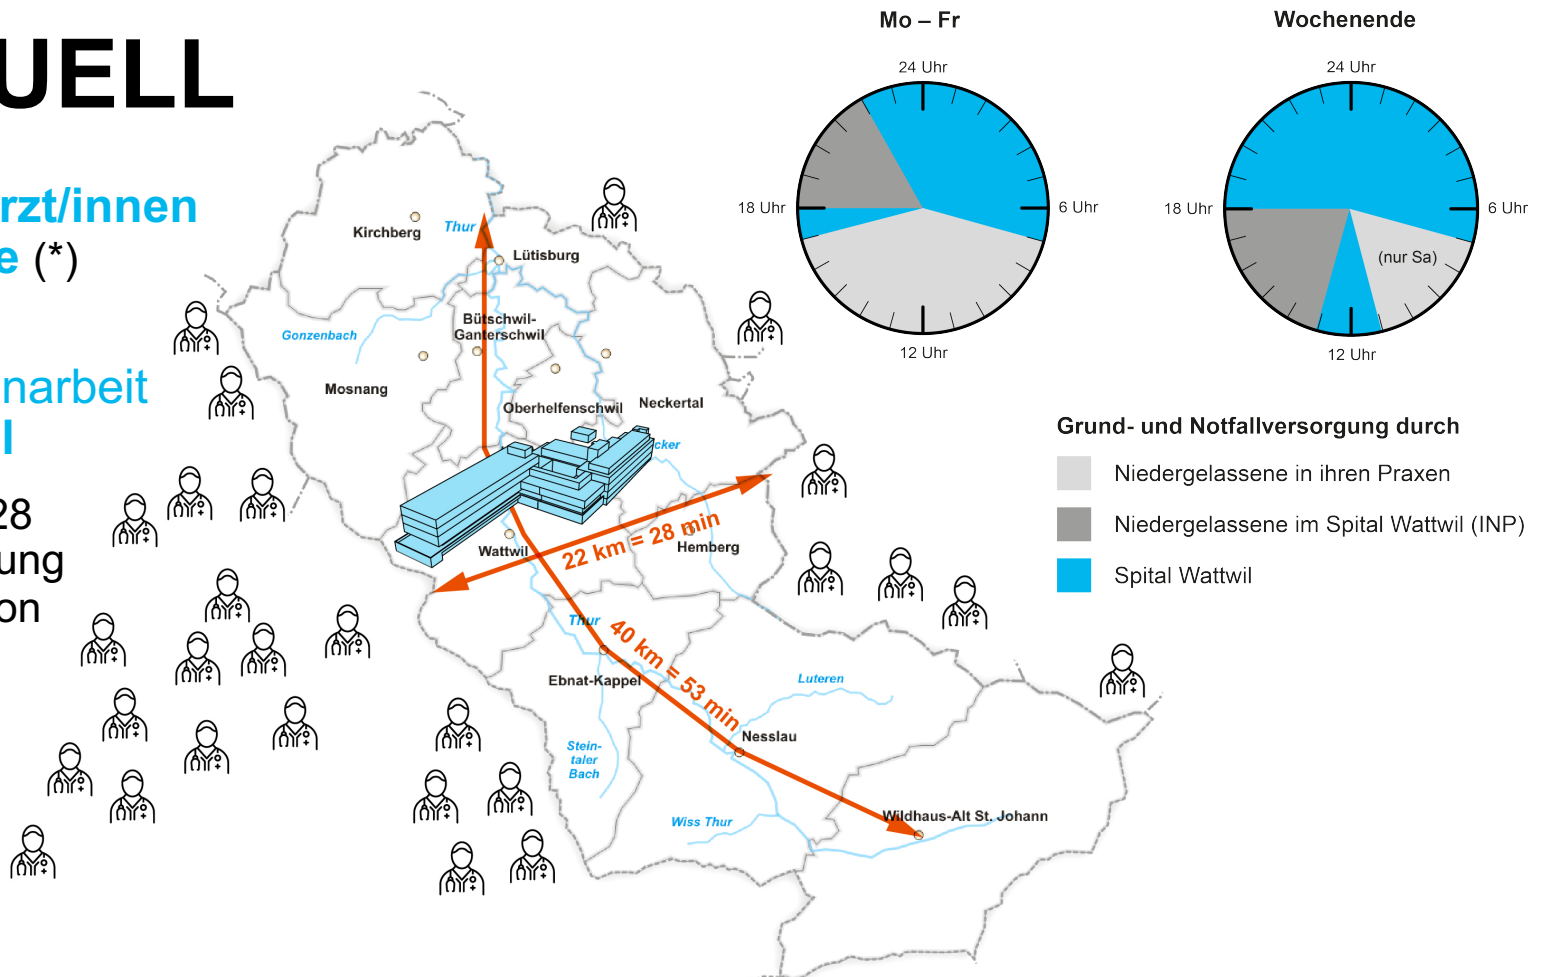 UELL
rzt/innen
e (*)
narbeit
l
28
ung
on
Kirchberg
Thur
Lütisburg
Gonzenbach
Bütschwil-
Ganterschwil
Mosnang
Oberhelfenschwil
Neckertal
cker
22 km = 28 min
Wattwil
Hemberg
Thur
40 km = 53 min
Ebnat-Kappel
Luteren
Nesslau
Stein-
taler
Bach
Wiss Thur
Wildhaus-Alt St. Johann
Mo – Fr
24 Uhr
18 Uhr
6 Uhr
12 Uhr
Wochenende
24 Uhr
18 Uhr
6 Uhr
(nur Sa)
12 Uhr
Grund- und Notfallversorgung durch
Niedergelassene in ihren Praxen
Niedergelassene im Spital Wattwil (INP)
Spital Wattwil